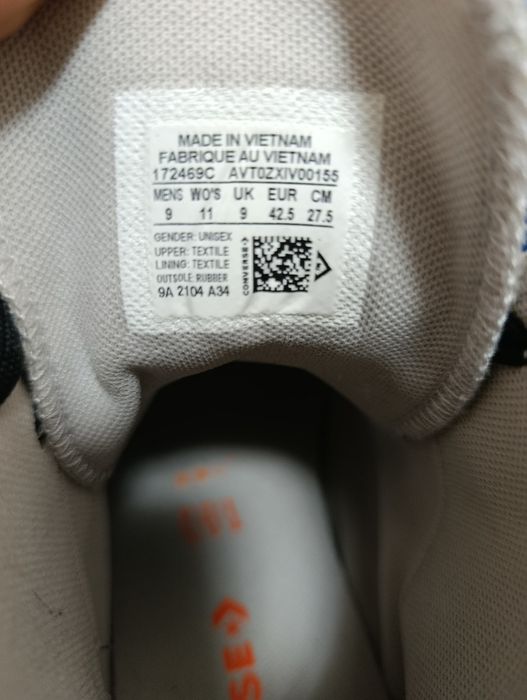 MADE IN VIETNAM
FABRIQUE AU VIETNAM
172469C AVT0ZXIV00155
MENS WO'S UK EUR CM
9 11 9 42.5 27.5
GENDER: UNISEX
UPPER: TEXTILE
LINING: TEXTILE
OUTSOLE: RUBBER
9A 2104 A34
CONVERSE
SE